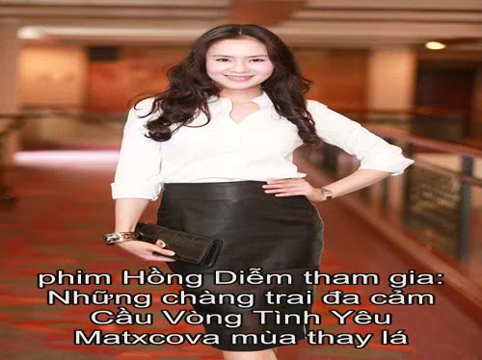 phim Hồng Diễm tham gia:
Những chàng trai đa cảm
Cầu Vòng Tình Yêu
Matxcova mùa thay lá